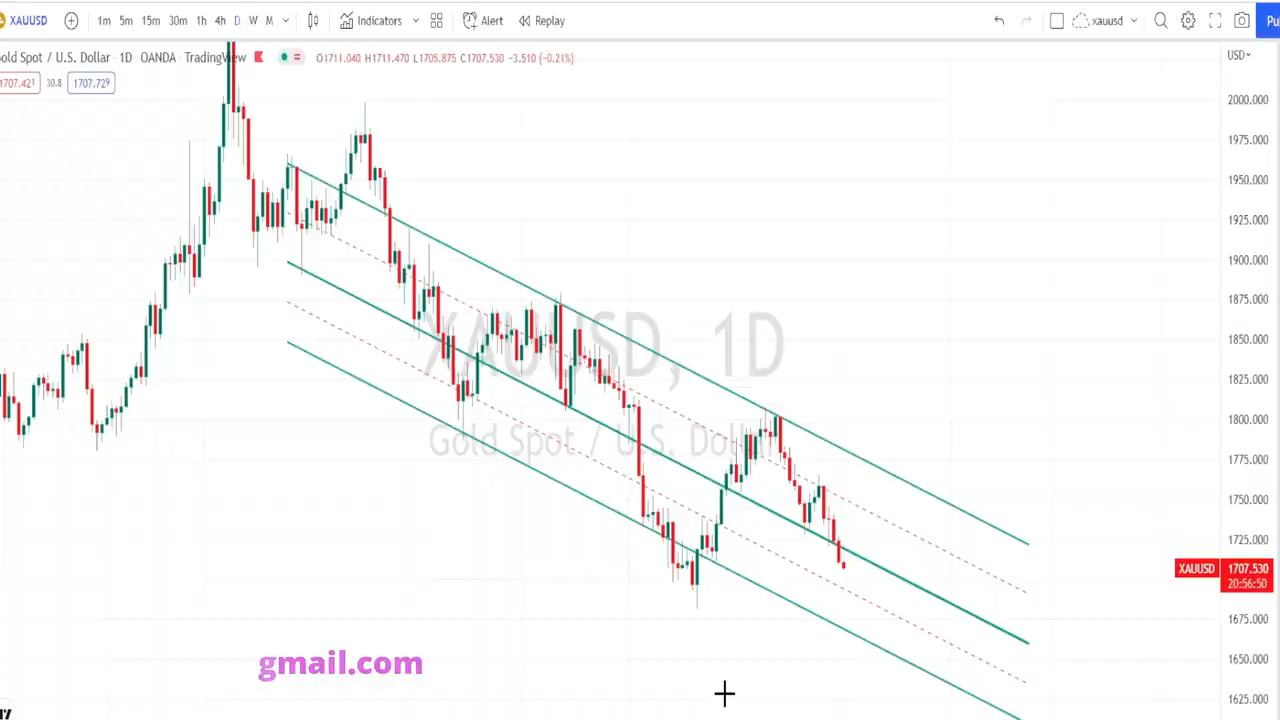 XAUUSD 1m 5m 15m 30m 1h 4h D W M Indicators Alert Replay xauusd Pu
Gold Spot / U.S. Dollar · 1D · OANDA · TradingView O1711.040 H1711.470 L1705.875 C1707.530 −3.510 (−0.21%) USD
1707.421 30.8 1707.729
2000.000
1975.000
1950.000
1925.000
1900.000
1875.000
1850.000
1825.000
1800.000
1775.000
1750.000
1725.000
XAUUSD 1707.530
20:56:50
1675.000
1650.000
1625.000
XAUUSD, 1D
Gold Spot / U.S. Dollar
gmail.com